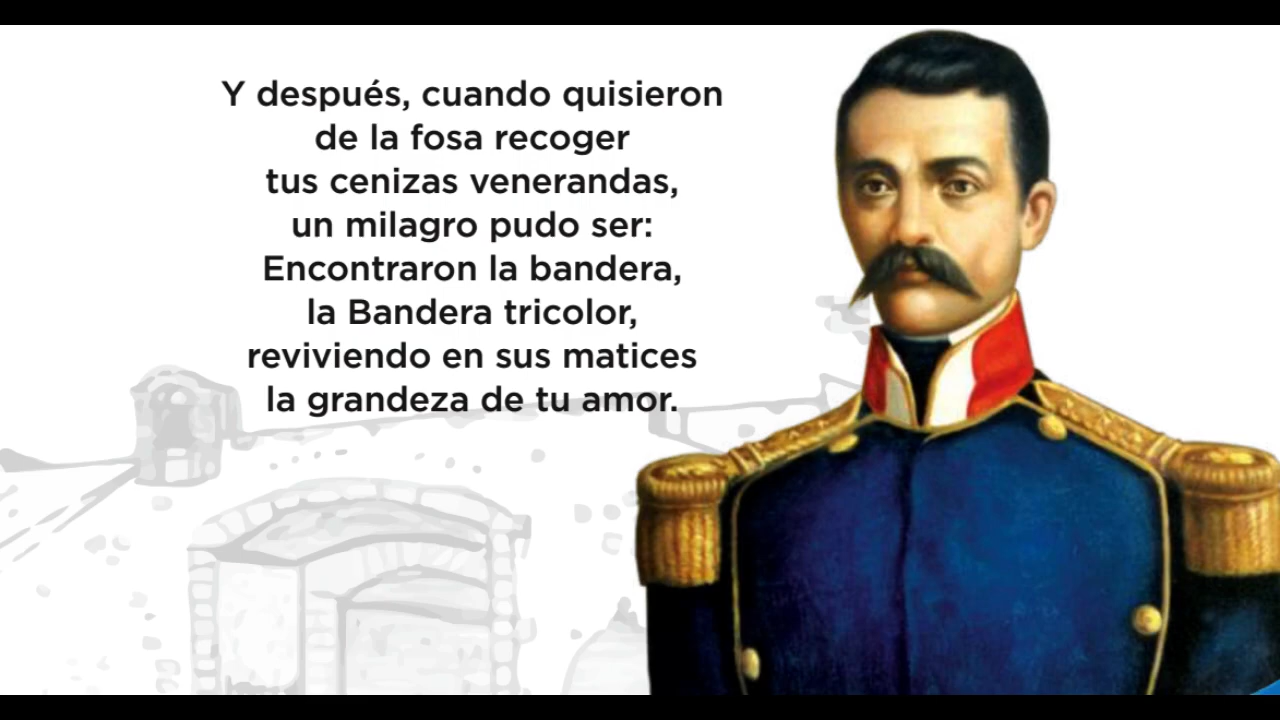 Y después, cuando quisieron
de la fosa recoger
tus cenizas venerandas,
un milagro pudo ser:
Encontraron la bandera,
la Bandera tricolor,
reviviendo en sus matices
la grandeza de tu amor.